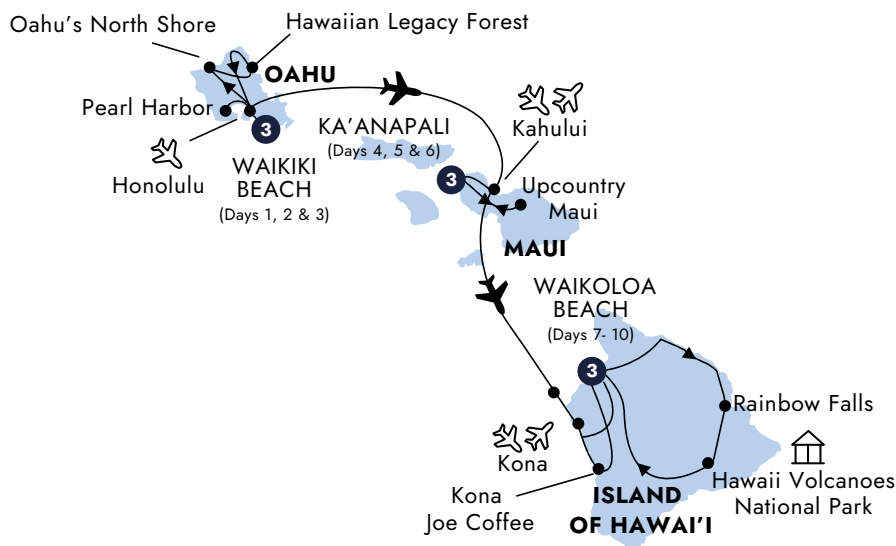 Oahu's North Shore
Hawaiian Legacy Forest
OAHU
Pearl Harbor
3
Honolulu
WAIKIKI
BEACH
(Days 1, 2 & 3)
KA'ANAPALI
(Days 4, 5 & 6)
Kahului
3
Upcountry
Maui
MAUI
WAIKOLOA
BEACH
(Days 7- 10)
3
Rainbow Falls
Kona
Hawaii Volcanoes
National Park
Kona
Joe Coffee
ISLAND
OF HAWAI'I